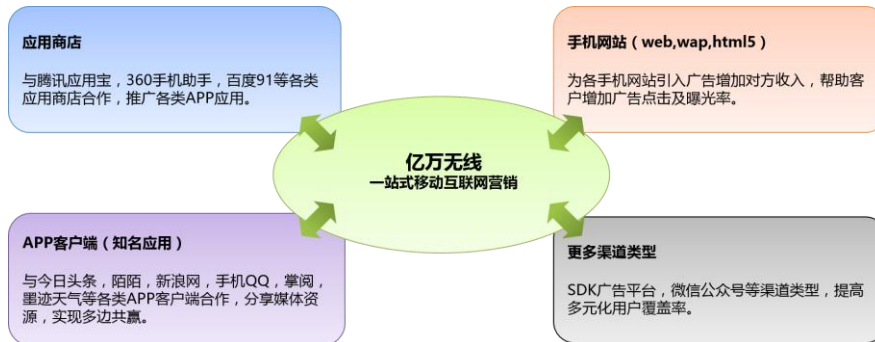 应用商店
与腾讯应用宝，360手机助手，百度91等各类
应用商店合作，推广各类APP应用。
手机网站（web,wap,html5）
为各手机网站引入广告增加对方收入，帮助客
户增加广告点击及曝光率。
亿万无线
一站式移动互联网营销
APP客户端（知名应用）
与今日头条，陌陌，新浪网，手机QQ，掌阅，
墨迹天气等各类APP客户端合作，分享媒体资
源，实现多边共赢。
更多渠道类型
SDK广告平台，微信公众号等渠道类型，提高
多元化用户覆盖率。